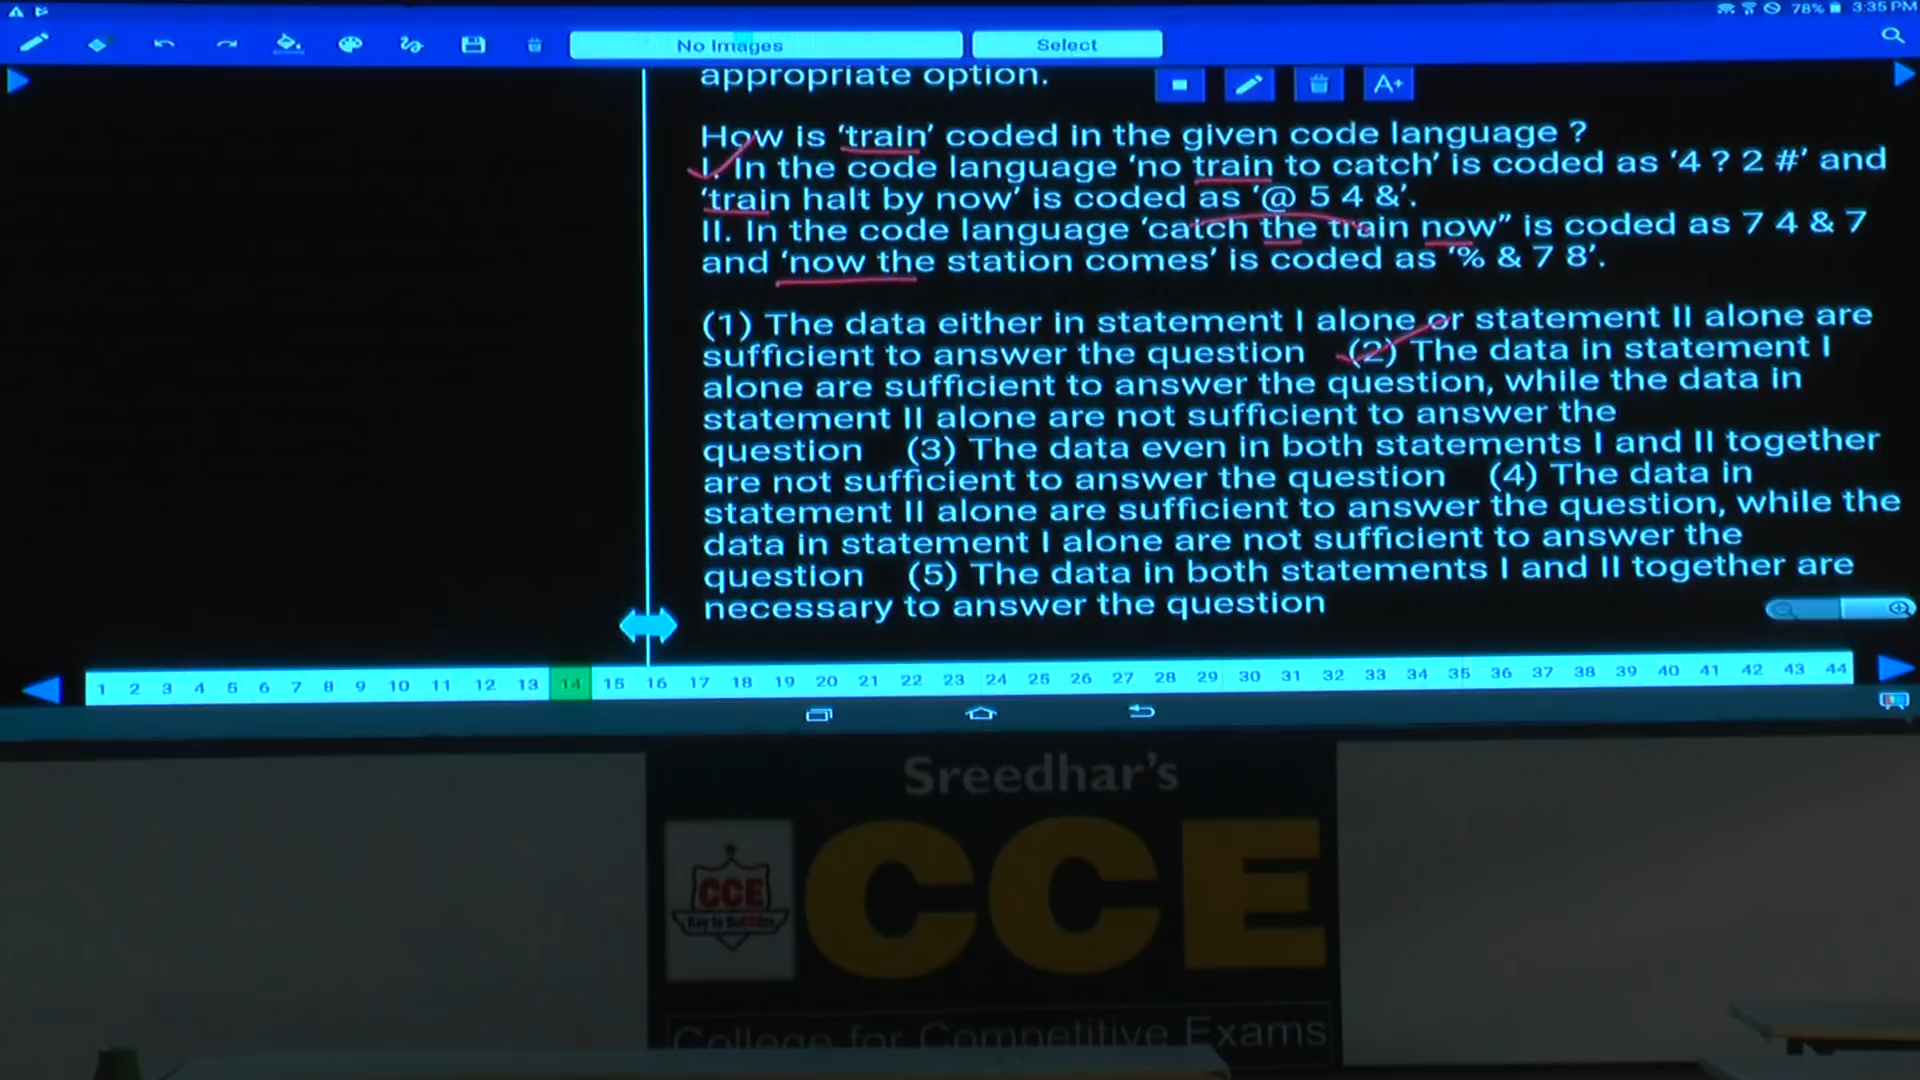 78% 3:35 PM
No Images
Select
appropriate option.
A+
How is ‘train’ coded in the given code language ?
I. In the code language ‘no train to catch’ is coded as ‘4 ? 2 #’ and
‘train halt by now’ is coded as ‘@ 5 4 &’.
II. In the code language ‘catch the train now” is coded as 7 4 & 7
and ‘now the station comes’ is coded as ‘% & 7 8’.
(1) The data either in statement I alone or statement II alone are
sufficient to answer the question (2) The data in statement I
alone are sufficient to answer the question, while the data in
statement II alone are not sufficient to answer the
question (3) The data even in both statements I and II together
are not sufficient to answer the question (4) The data in
statement II alone are sufficient to answer the question, while the
data in statement I alone are not sufficient to answer the
question (5) The data in both statements I and II together are
necessary to answer the question
1 2 3 4 5 6 7 8 9 10 11 12 13 14 15 16 17 18 19 20 21 22 23 24 25 26 27 28 29 30 31 32 33 34 35 36 37 38 39 40 41 42 43 44
Sreedhar's
CCE
CCE
Key to SuCCEss
College for Competitive Exams